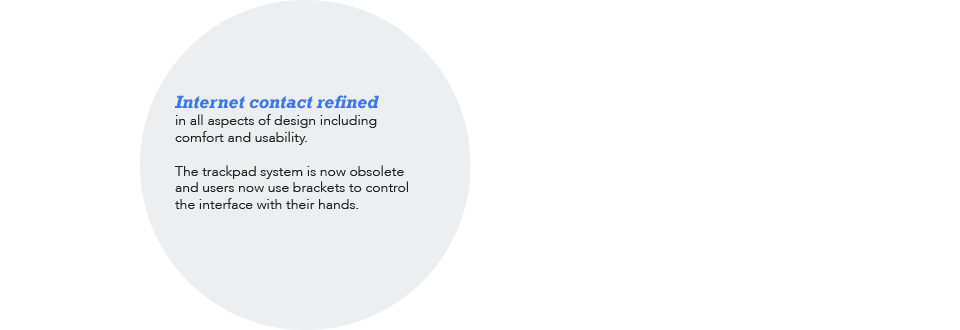 Internet contact refined
in all aspects of design including
comfort and usability.
The trackpad system is now obsolete
and users now use brackets to control
the interface with their hands.